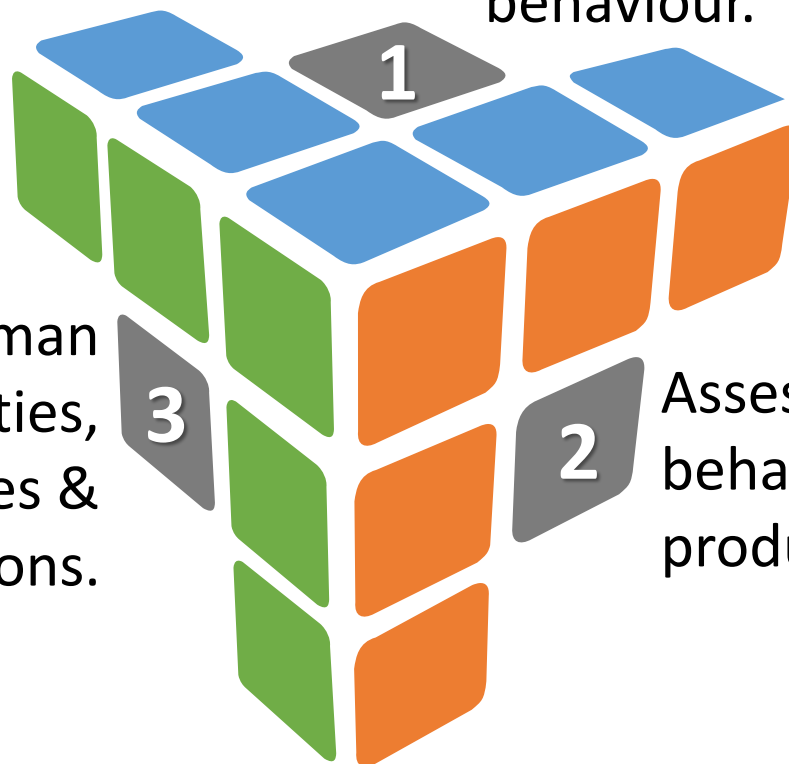 behaviour.
1
man
ties,
es &
ons.
3
2
Asses
beha
produ